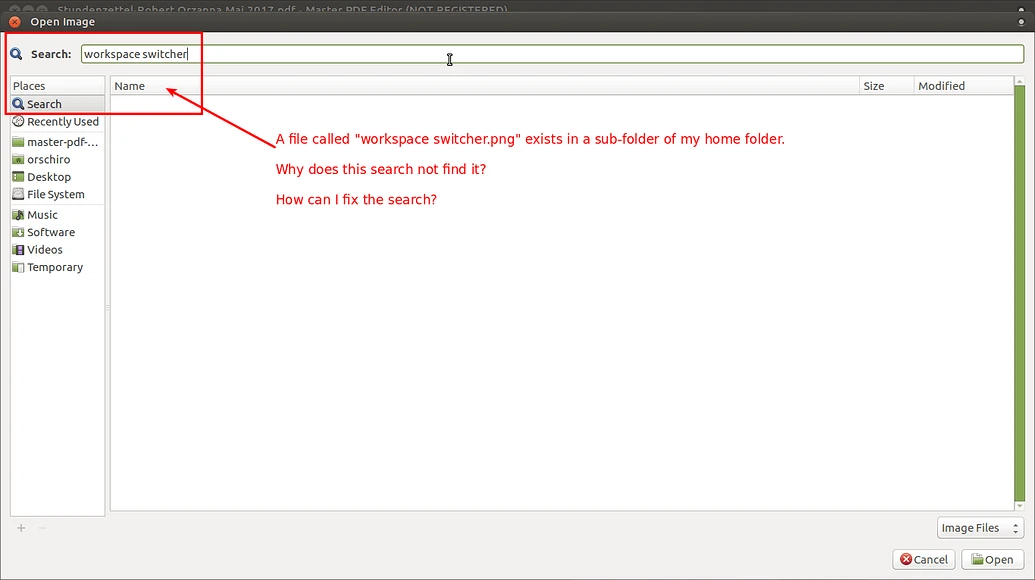 Stundenzettel-Robert Orzanna Mai 2017.pdf - Master PDF Editor (NOT REGISTERED)
Open Image
Search: workspace switcher
Places
Name
Size
Modified
Search
Recently Used
master-pdf-...
orschiro
Desktop
File System
Music
Software
Videos
Temporary
A file called "workspace switcher.png" exists in a sub-folder of my home folder.
Why does this search not find it?
How can I fix the search?
Image Files
Cancel
Open